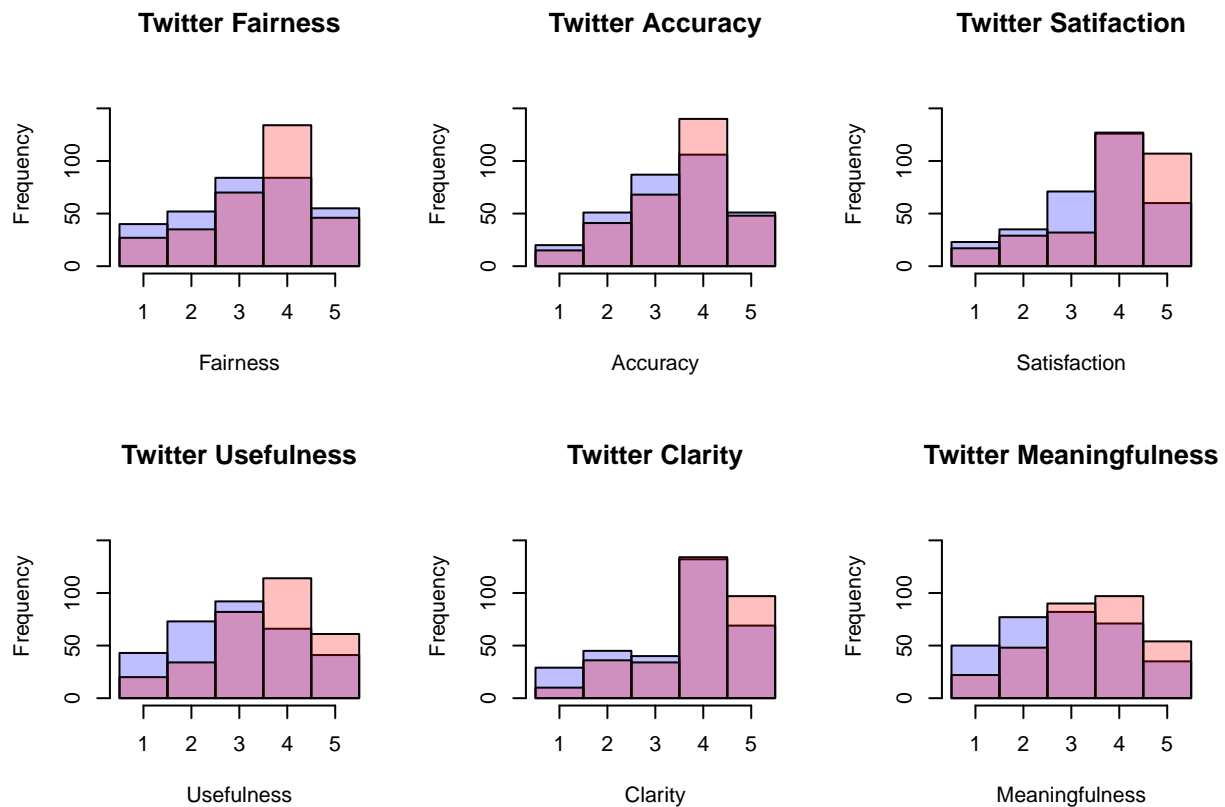 Twitter Fairness
Frequency
0
50
100
1 2 3 4 5
Fairness
Twitter Accuracy
Frequency
0
50
100
1 2 3 4 5
Accuracy
Twitter Satifaction
Frequency
0
50
100
1 2 3 4 5
Satisfaction
Twitter Usefulness
Frequency
0
50
100
1 2 3 4 5
Usefulness
Twitter Clarity
Frequency
0
50
100
1 2 3 4 5
Clarity
Twitter Meaningfulness
Frequency
0
50
100
1 2 3 4 5
Meaningfulness